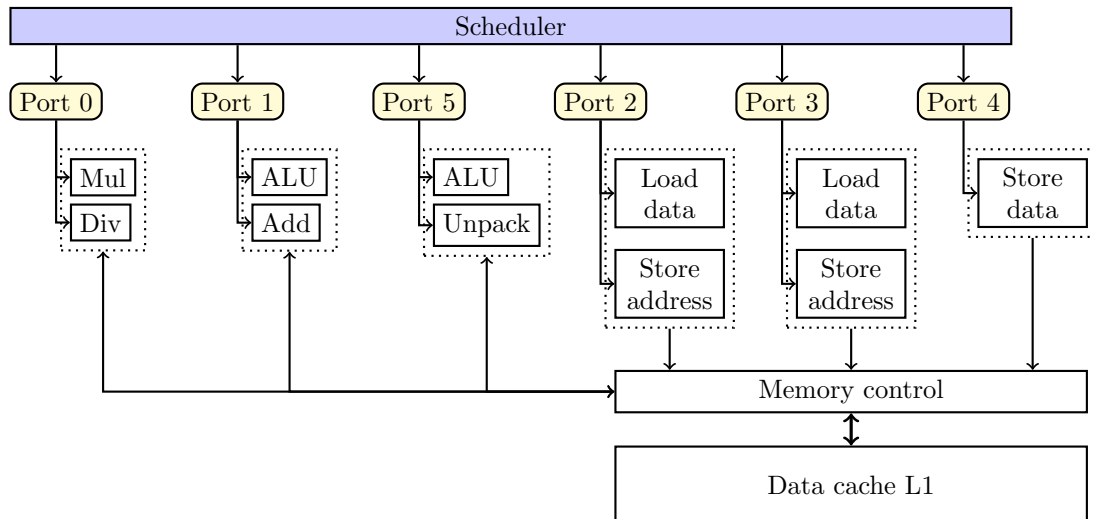 Scheduler
Port 0
Port 1
Port 5
Port 2
Port 3
Port 4
Mul
Div
ALU
Add
ALU
Unpack
Load
data
Store
address
Load
data
Store
address
Store
data
Memory control
Data cache L1